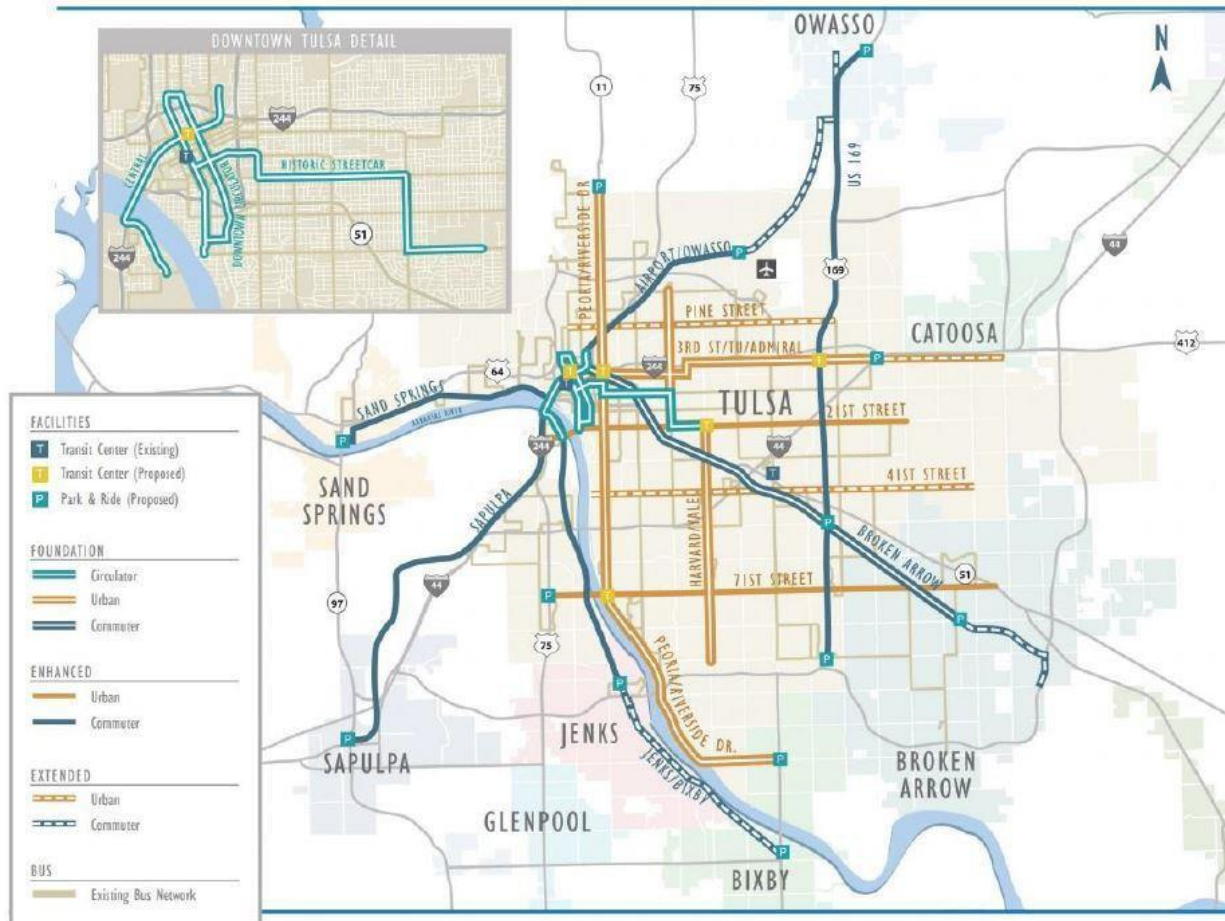 OWASSO
N
DOWNTOWN TULSA DETAIL
244
CENTRAL
HISTORIC STREETCAR
51
244
11
75
PEORIA/RIVERSIDE DR
US 169
AIRPORT/OWASSO
169
44
PINE STREET
CATOOSA
3RD ST/TU/ADMIRAL
244
412
64
SAND SPRINGS
ARKANSAS RIVER
TULSA
21ST STREET
244
44
41ST STREET
SAND
SPRINGS
SAPULPA
HARVARD/YALE
BROKEN ARROW
71ST STREET
51
44
97
75
PEORIA/RIVERSIDE DR.
JENKS
SAPULPA
JENKS/BIXBY
BROKEN
ARROW
GLENPOOL
BIXBY
FACILITIES
T Transit Center (Existing)
T Transit Center (Proposed)
P Park & Ride (Proposed)
FOUNDATION
Circulator
Urban
Commuter
ENHANCED
Urban
Commuter
EXTENDED
Urban
Commuter
BUS
Existing Bus Network